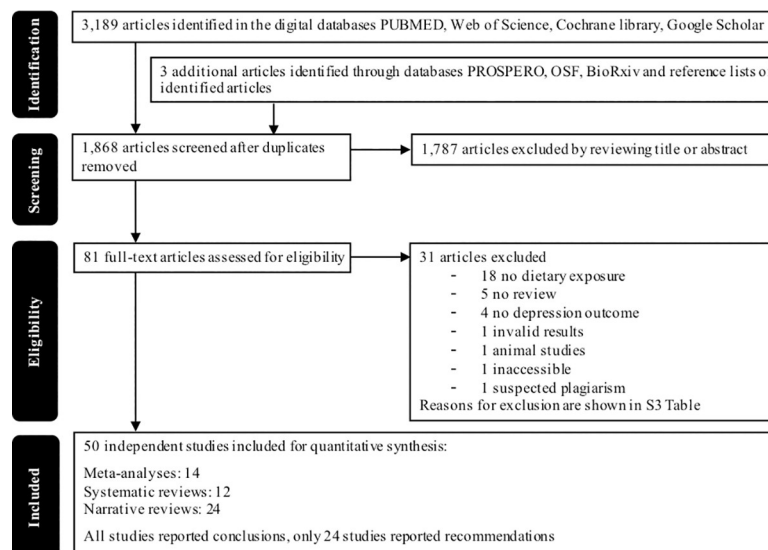 Identification
3,189 articles identified in the digital databases PUBMED, Web of Science, Cochrane library, Google Scholar
3 additional articles identified through databases PROSPERO, OSF, BioRxiv and reference lists
identified articles
Screening
1,868 articles screened after duplicates
removed
1,787 articles excluded by reviewing title or abstract
Eligibility
81 full-text articles assessed for eligibility
31 articles excluded
- 18 no dietary exposure
- 5 no review
- 4 no depression outcome
- 1 invalid results
- 1 animal studies
- 1 inaccessible
- 1 suspected plagiarism
Reasons for exclusion are shown in S3 Table
Included
50 independent studies included for quantitative synthesis:
Meta-analyses: 14
Systematic reviews: 12
Narrative reviews: 24
All studies reported conclusions, only 24 studies reported recommendations